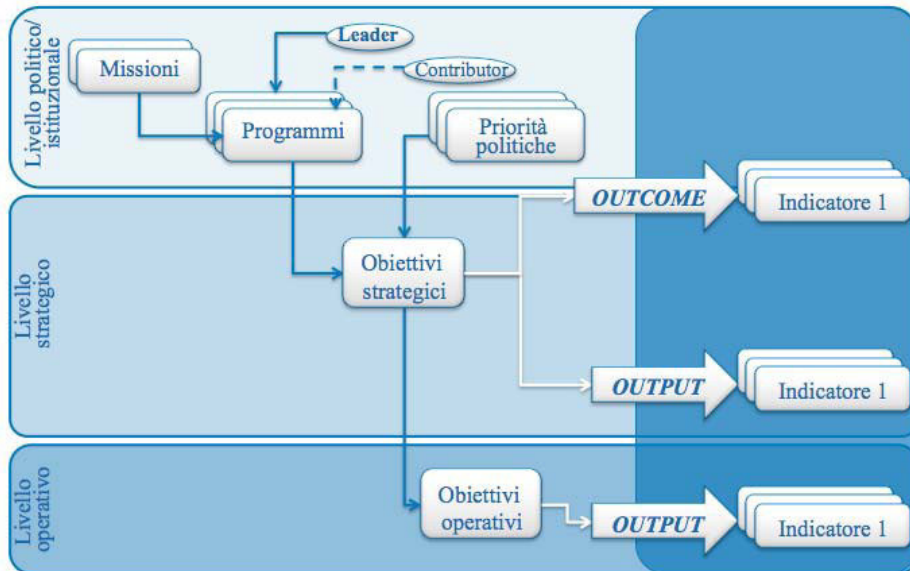 Livello politico/
istituzionale
Leader
Missioni
Contributor
Programmi
Priorità
politiche
OUTCOME
Indicatore 1
Livello
strategico
Obiettivi
strategici
OUTPUT
Indicatore 1
Livello
operativo
Obiettivi
operativi
OUTPUT
Indicatore 1